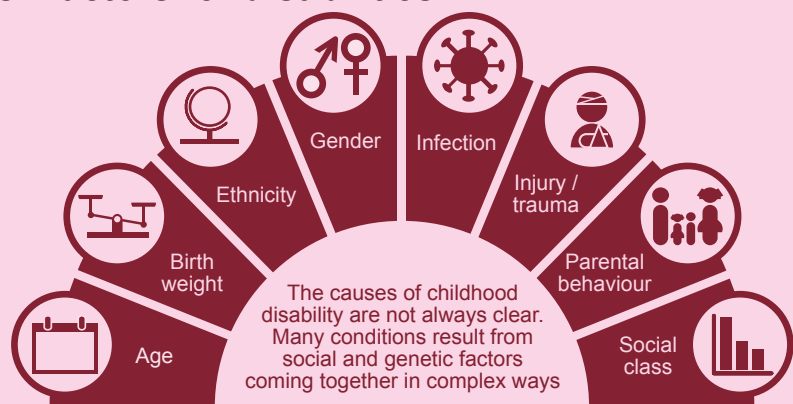 Gender
Infection
Ethnicity
Injury /
trauma
Birth
weight
Parental
behaviour
Age
Social
class
The causes of childhood
disability are not always clear.
Many conditions result from
social and genetic factors
coming together in complex ways